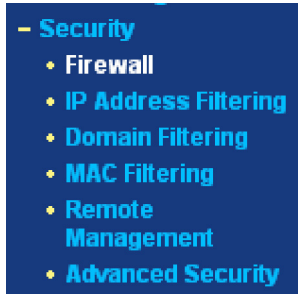 – Security
• Firewall
• IP Address Filtering
• Domain Filtering
• MAC Filtering
• Remote
Management
• Advanced Security